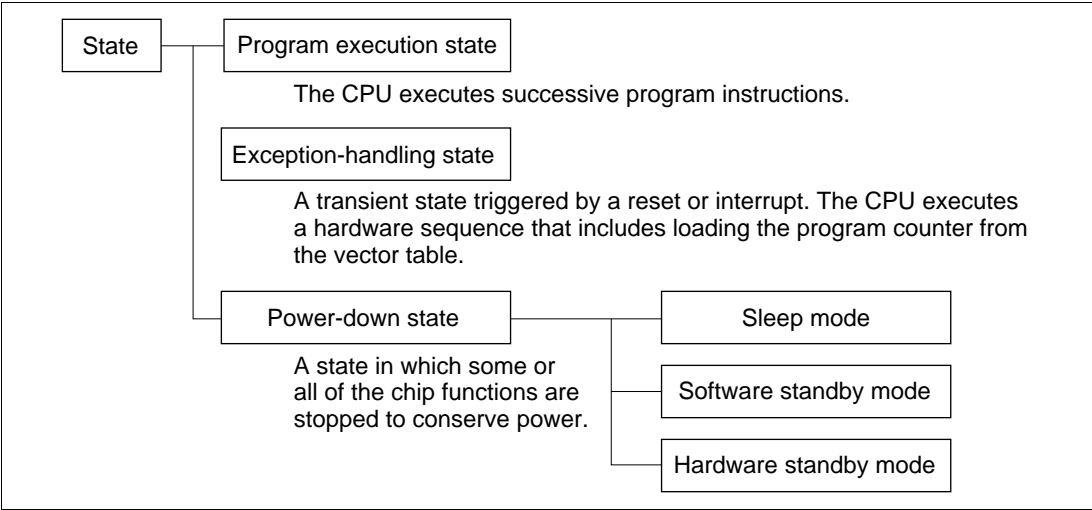 State
Program execution state
The CPU executes successive program instructions.
Exception-handling state
A transient state triggered by a reset or interrupt. The CPU executes
a hardware sequence that includes loading the program counter from
the vector table.
Power-down state
Sleep mode
A state in which some or
all of the chip functions are
stopped to conserve power.
Software standby mode
Hardware standby mode